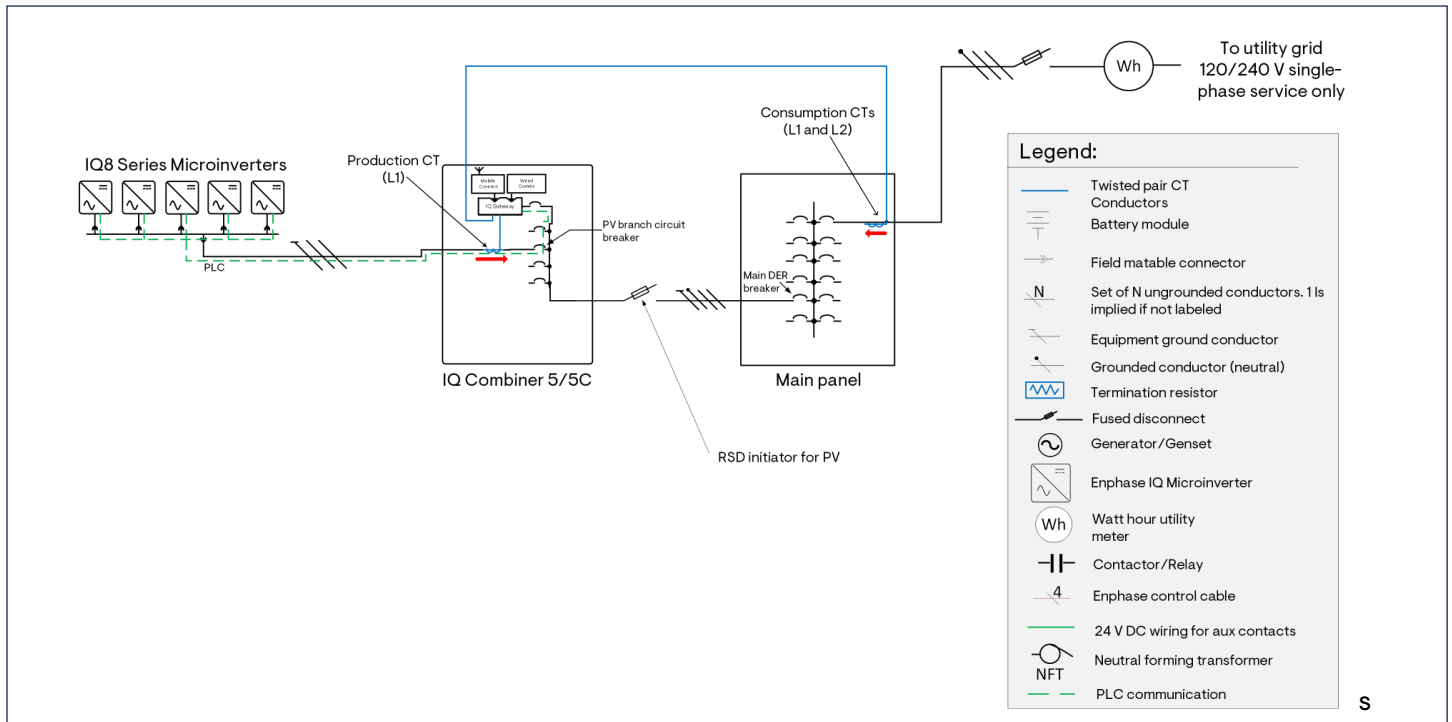 To utility grid
120/240 V single-
phase service only
Wh
Consumption CTs
(L1 and L2)
IQ8 Series Microinverters
Production CT
(L1)
Mobile
Connect
Wired
Comms
IQ Gateway
PV branch circuit
breaker
PLC
Main DER
breaker
IQ Combiner 5/5C
Main panel
RSD initiator for PV
Legend:
Twisted pair CT
Conductors
Battery module
Field matable connector
N
Set of N ungrounded conductors. 1 Is
implied if not labeled
Equipment ground conductor
Grounded conductor (neutral)
Termination resistor
Fused disconnect
Generator/Genset
Enphase IQ Microinverter
Wh
Watt hour utility
meter
Contactor/Relay
4
Enphase control cable
24 V DC wiring for aux contacts
NFT
Neutral forming transformer
PLC communication
s